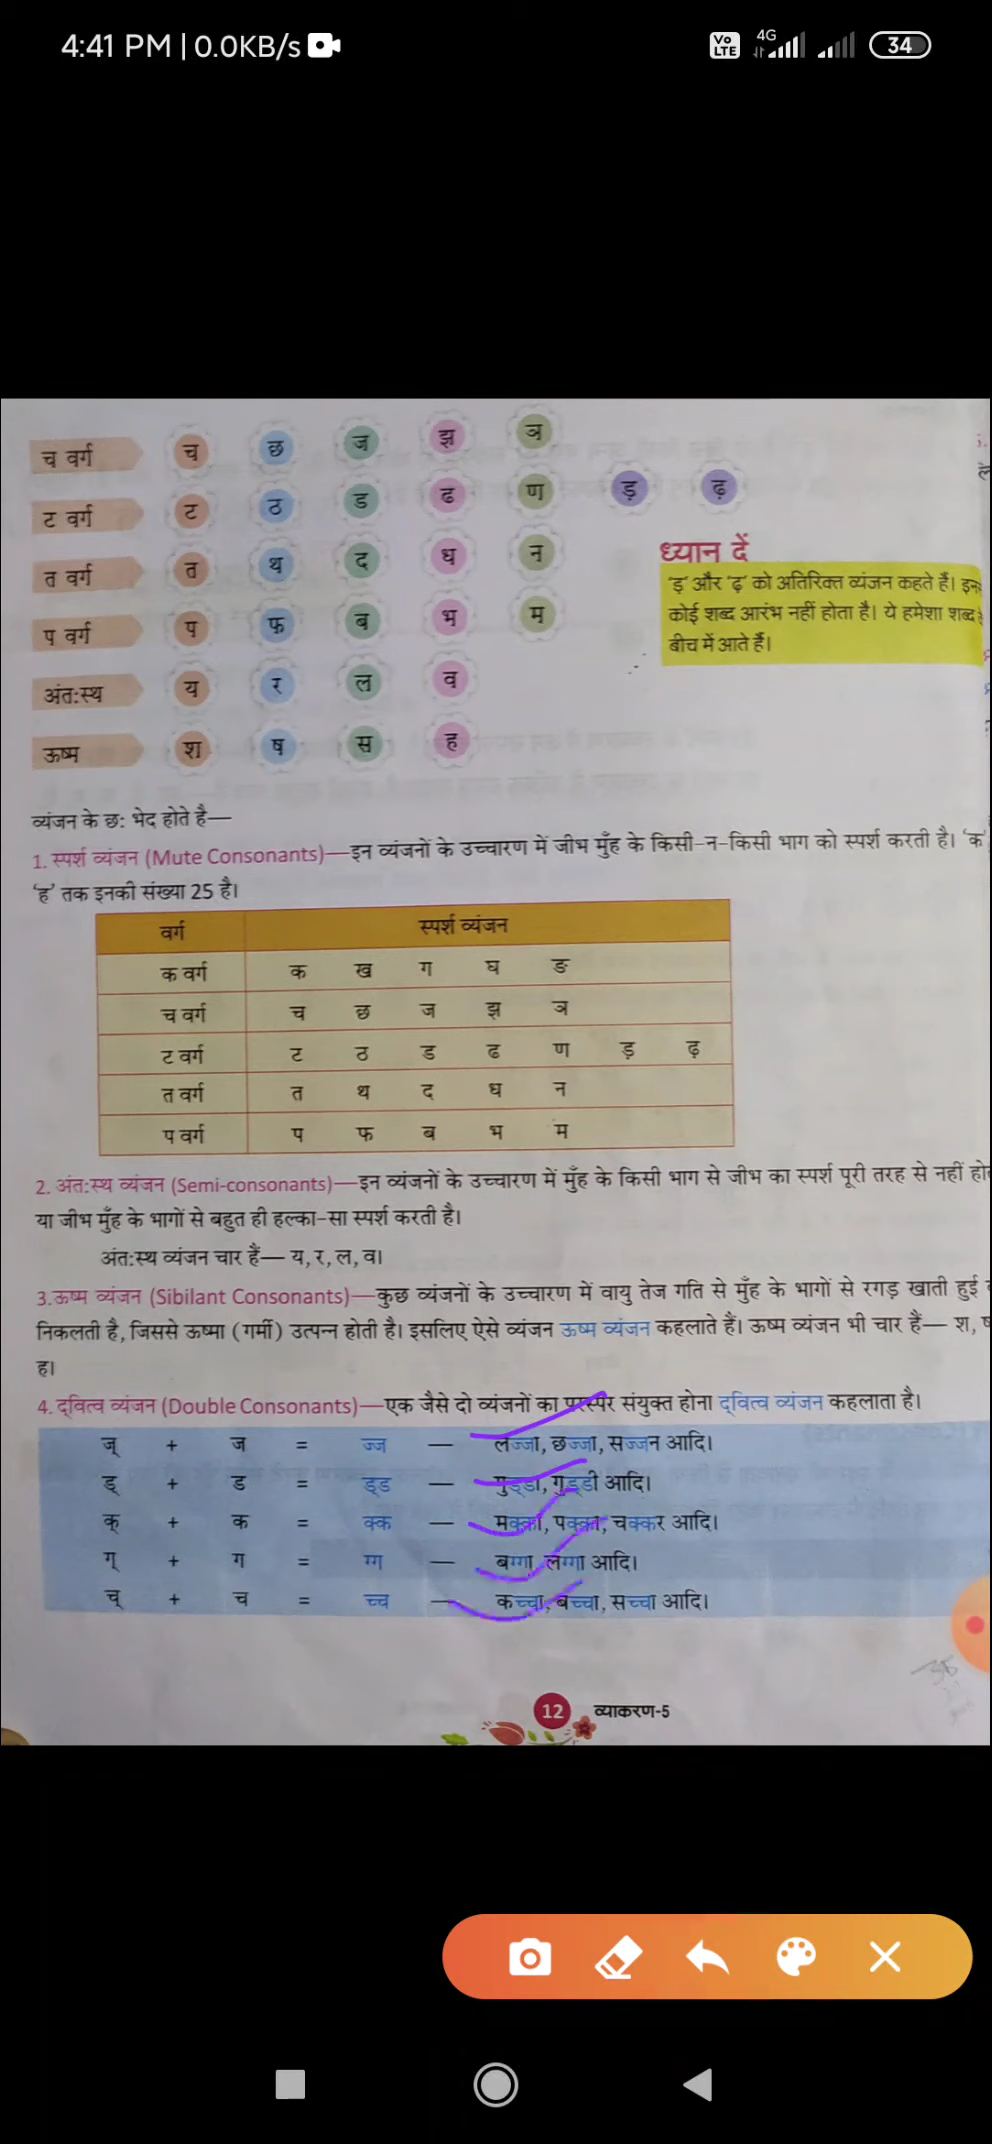 4:41 PM | 0.0KB/s
Vo LTE 4G 34
च वर्ग च छ ज झ ञ
ट वर्ग ट ठ ड ढ ण ड़ ढ़
त वर्ग त थ द ध न
ध्यान दें
'ड़' और 'ढ़' को अतिरिक्त व्यंजन कहते हैं।
कोई शब्द आरंभ नहीं होता है। ये हमेशा शब्द
बीच में आते हैं।
प वर्ग प फ ब भ म
अंत:स्थ य र ल व
ऊष्म श ष स ह
व्यंजन के छ: भेद होते है—
1. स्पर्श व्यंजन (Mute Consonants)—इन व्यंजनों के उच्चारण में जीभ मुँह के किसी-न-किसी भाग को स्पर्श करती है। 'क'
'ह' तक इनकी संख्या 25 है।
वर्ग स्पर्श व्यंजन
क वर्ग क ख ग घ ङ
च वर्ग च छ ज झ ञ
ट वर्ग ट ठ ड ढ ण ड़ ढ़
त वर्ग त थ द ध न
प वर्ग प फ ब भ म
2. अंत:स्थ व्यंजन (Semi-consonants)—इन व्यंजनों के उच्चारण में मुँह के किसी भाग से जीभ का स्पर्श पूरी तरह से नहीं
या जीभ मुँह के भागों से बहुत ही हल्का-सा स्पर्श करती है।
अंत:स्थ व्यंजन चार हैं— य, र, ल, व।
3.ऊष्म व्यंजन (Sibilant Consonants)—कुछ व्यंजनों के उच्चारण में वायु तेज गति से मुँह के भागों से रगड़ खाती हुई
निकलती है, जिससे ऊष्मा (गर्मी) उत्पन्न होती है। इसलिए ऐसे व्यंजन ऊष्म व्यंजन कहलाते हैं। ऊष्म व्यंजन भी चार हैं— श, ष
ह।
4. द्‌वित्व व्यंजन (Double Consonants)—एक जैसे दो व्यंजनों का परस्पर संयुक्त होना द्‌वित्व व्यंजन कहलाता है।
ज् + ज = ज्ज — लज्जा, छज्जा, सज्जन आदि।
ड् + ड = ड्ड — गुड्डा, गुड्डी आदि।
क् + क = क्क — मक्का, पक्का, चक्कर आदि।
ग् + ग = ग्ग — बग्गा, लग्गा आदि।
च् + च = च्च — कच्चा, बच्चा, सच्चा आदि।
12 व्याकरण-5